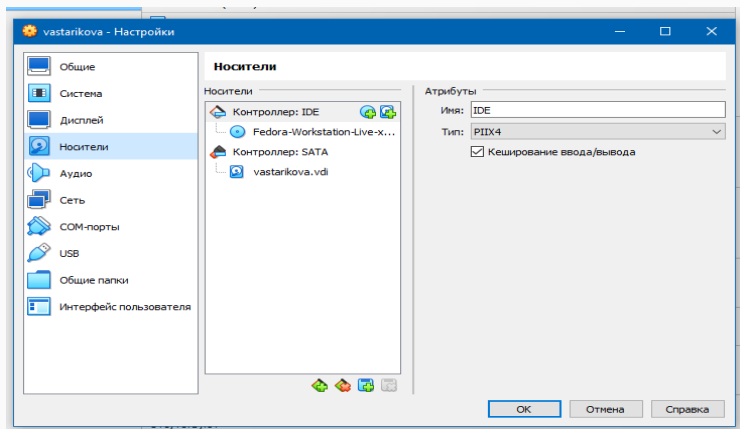 vastarikova - Настройки
Общие
Система
Дисплей
Носители
Аудио
Сеть
COM-порты
USB
Общие папки
Интерфейс пользователя
Носители
Носители
Контроллер: IDE
Fedora-Workstation-Live-x...
Контроллер: SATA
vastarikova.vdi
Атрибуты
Имя: IDE
Тип: PIIX4
Кеширование ввода/вывода
OK
Отмена
Справка